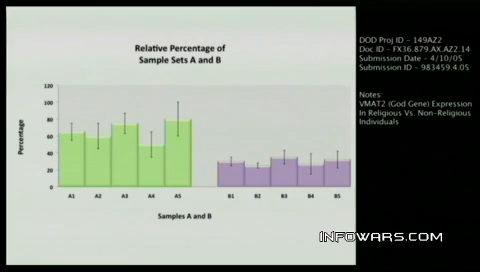 Relative Percentage of
Sample Sets A and B
120
100
80
60
40
20
0
Percentage
A1 A2 A3 A4 A5 B1 B2 B3 B4 B5
Samples A and B
DOD Proj ID - 149AZ2
Doc ID - FX36.879.AX.AZ2.14
Submission Date - 4/10/05
Submission ID - 983459.4.05
Notes
VMAT2 (God Gene) Expression
In Religious Vs. Non-Religious
Individuals
INFOWARS.COM